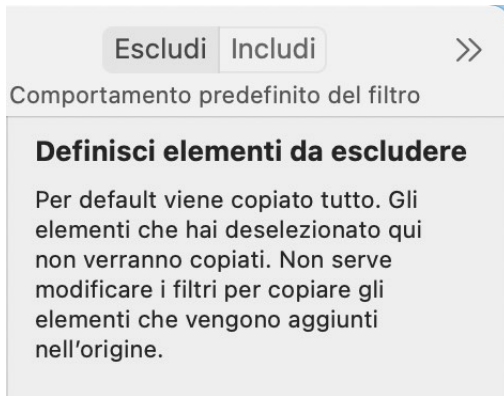 Escludi Includi
Comportamento predefinito del filtro
Definisci elementi da escludere
Per default viene copiato tutto. Gli
elementi che hai deselezionato qui
non verranno copiati. Non serve
modificare i filtri per copiare gli
elementi che vengono aggiunti
nell'origine.